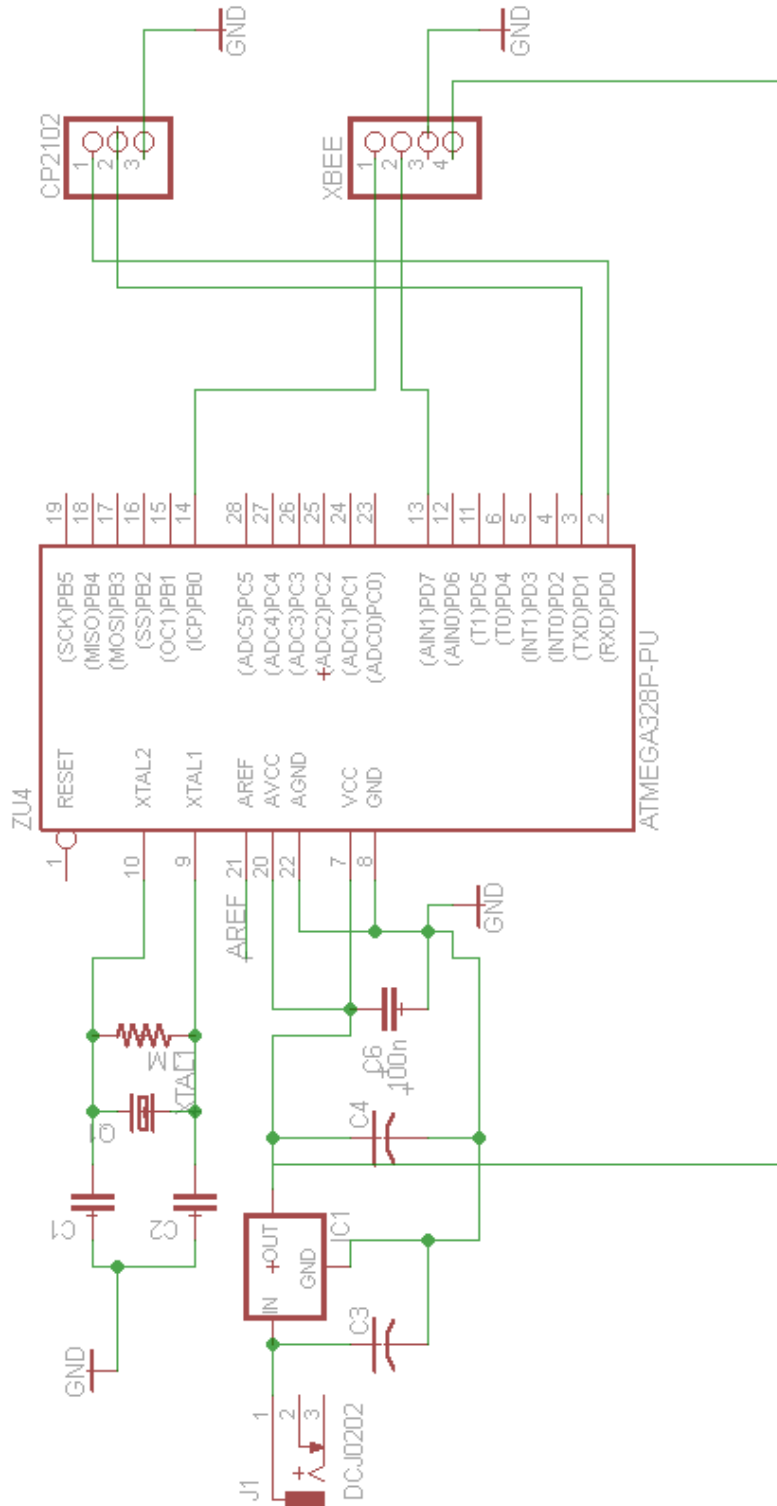 GND
CP2102
1
2
3
GND
XBEE
1
2
3
4
19
18
17
16
15
14
28
27
26
25
24
23
13
12
11
6
5
4
3
2
(SCK)PB5
(MISO)PB4
(MOSI)PB3
(SS)PB2
(OC1)PB1
(ICP)PB0
(ADC5)PC5
(ADC4)PC4
(ADC3)PC3
(ADC2)PC2
(ADC1)PC1
(ADC0)PC0)
(AIN1)PD7
(AIN0)PD6
(T1)PD5
(T0)PD4
(INT1)PD3
(INT0)PD2
(TXD)PD1
(RXD)PD0
ZU4
RESET
XTAL2
XTAL1
AREF
AVCC
AGND
VCC
GND
ATMEGA328P-PU
1
10
9
21
20
22
7
8
AREF
GND
XTAL1
Q1
C6
100n
C4
C1
C2
GND
IC1
OUT
GND
IN
C3
J1
1
2
3
DCJ0202